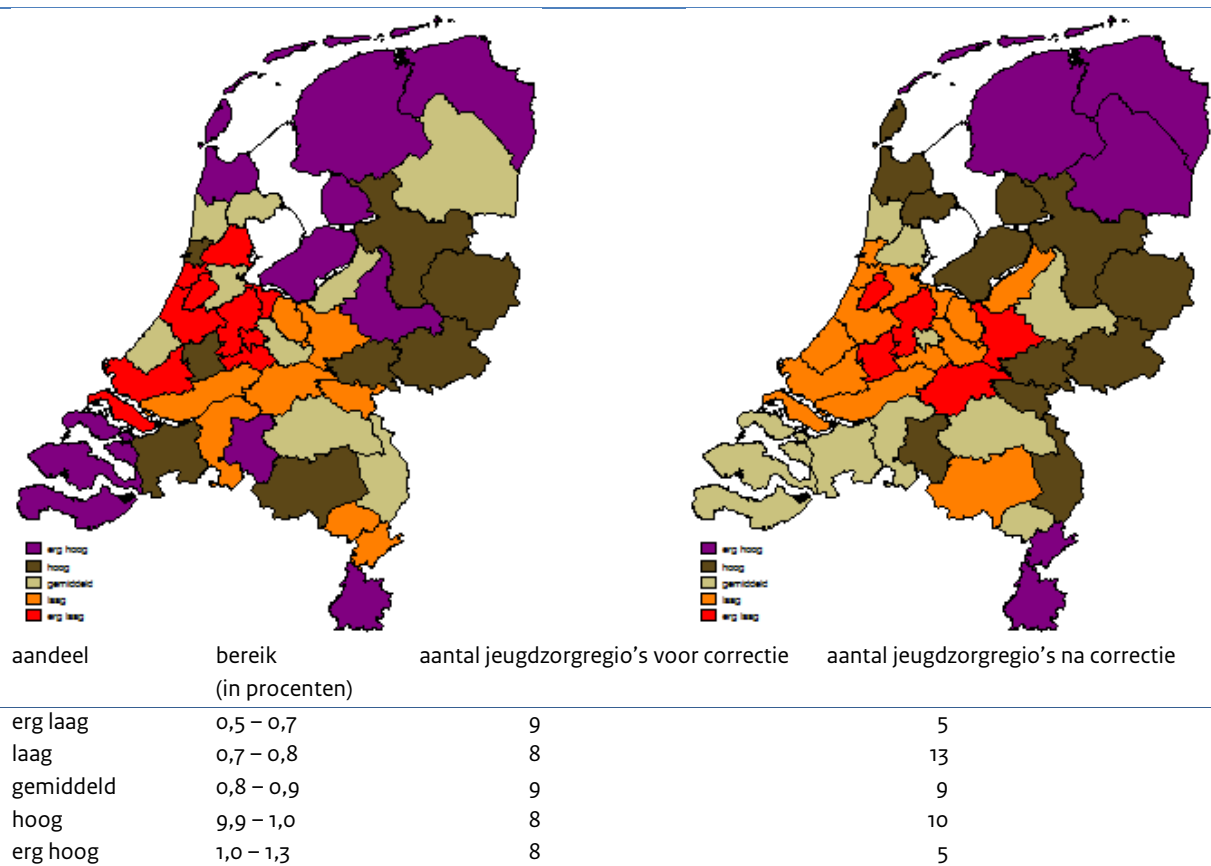 erg hoog
hoog
gemiddeld
laag
erg laag
erg hoog
hoog
gemiddeld
laag
erg laag
aandeel bereik aantal jeugdzorgregio's voor correctie aantal jeugdzorgregio's na correctie
(in procenten)
erg laag 0,5 – 0,7 9 5
laag 0,7 – 0,8 8 13
gemiddeld 0,8 – 0,9 9 9
hoog 9,9 – 1,0 8 10
erg hoog 1,0 – 1,3 8 5